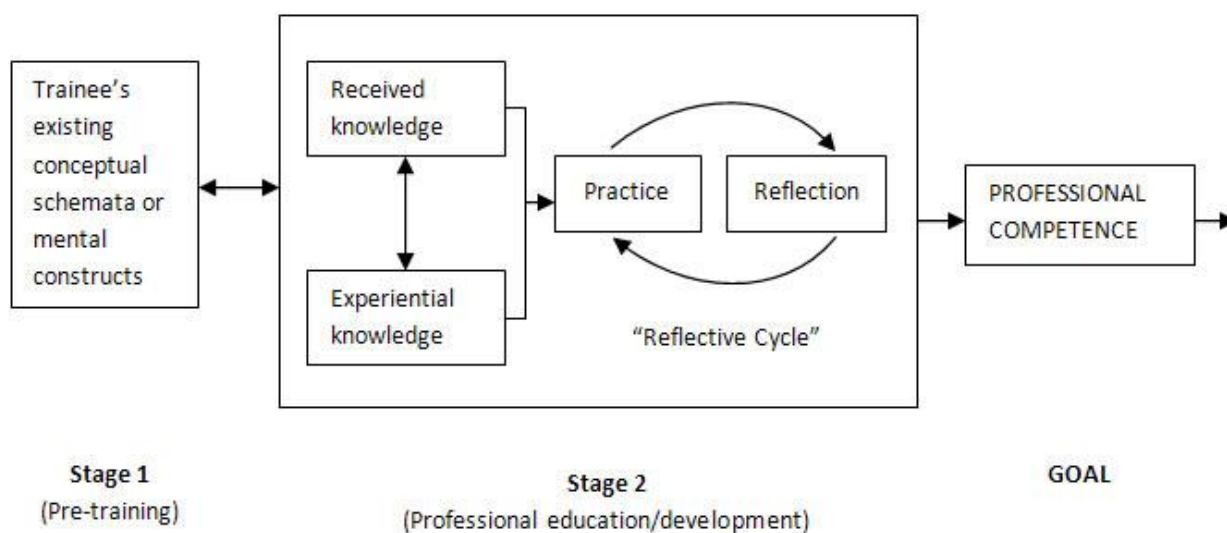 Trainee’s
existing
conceptual
schemata or
mental
constructs
Received
knowledge
Experiential
knowledge
Practice
Reflection
“Reflective Cycle”
PROFESSIONAL
COMPETENCE
Stage 1
(Pre-training)
Stage 2
(Professional education/development)
GOAL